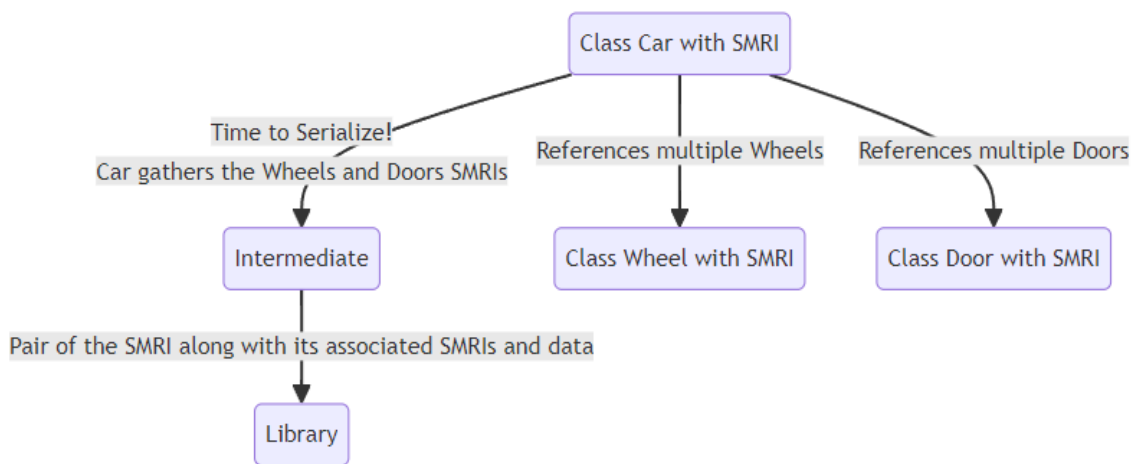 Class Car with SMRI
Time to Serialize!
Car gathers the Wheels and Doors SMRIs
References multiple Wheels
References multiple Doors
Intermediate
Class Wheel with SMRI
Class Door with SMRI
Pair of the SMRI along with its associated SMRIs and data
Library